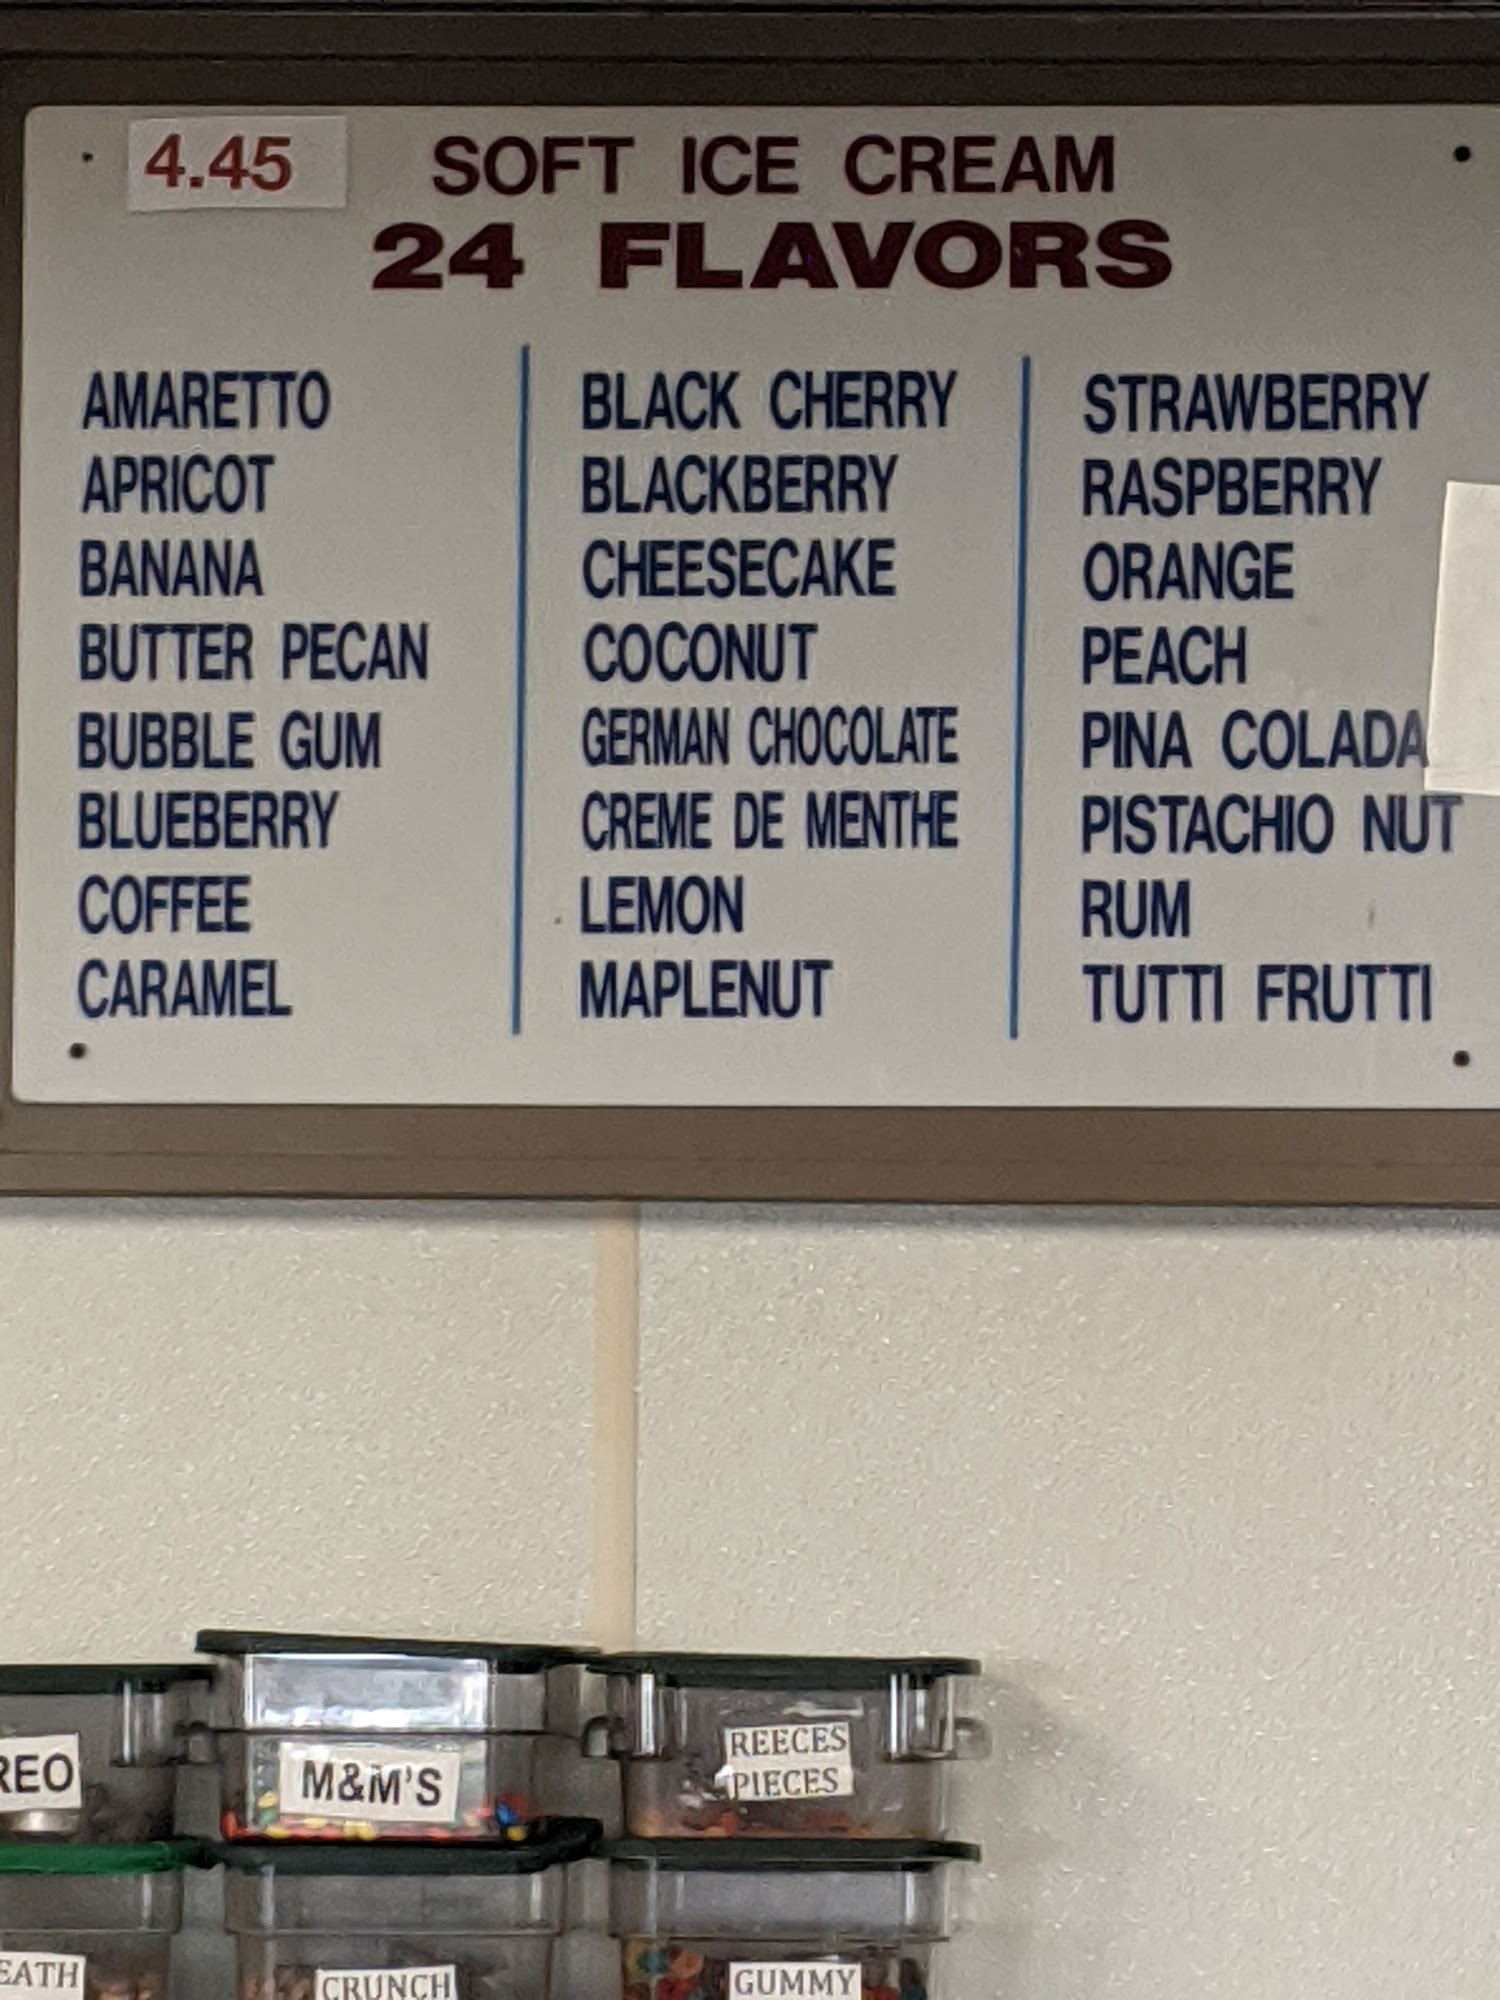 4.45
SOFT ICE CREAM
24 FLAVORS
AMARETTO
APRICOT
BANANA
BUTTER PECAN
BUBBLE GUM
BLUEBERRY
COFFEE
CARAMEL
BLACK CHERRY
BLACKBERRY
CHEESECAKE
COCONUT
GERMAN CHOCOLATE
CREME DE MENTHE
LEMON
MAPLENUT
STRAWBERRY
RASPBERRY
ORANGE
PEACH
PINA COLADA
PISTACHIO NUT
RUM
TUTTI FRUTTI
REO
M&M'S
REECES
PIECES
EATH
CRUNCH
GUMMY